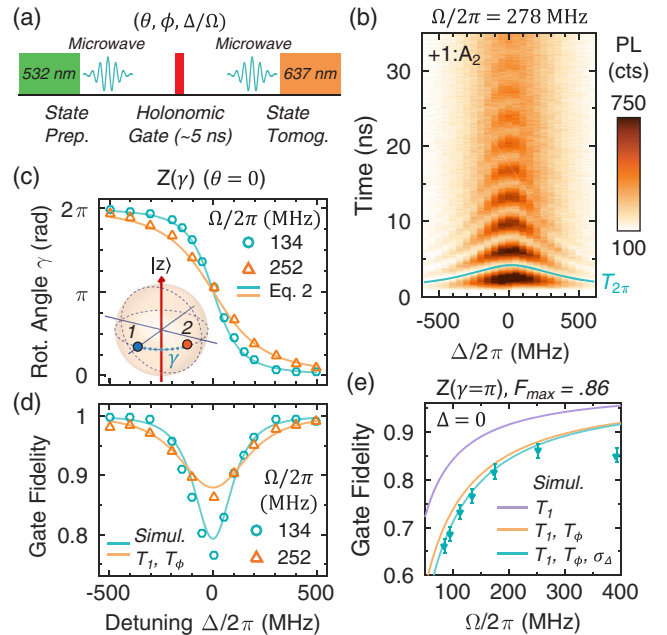 (a)
(θ, ϕ, Δ/Ω)
Microwave
Microwave
532 nm
637 nm
State
Prep.
Holonomic
Gate (~5 ns)
State
Tomog.
(b)
Ω/2π = 278 MHz
+1:A₂
PL
(cts)
750
100
Time (ns)
30
20
10
0
T₂π
-500
0
500
Δ/2π (MHz)
(c)
Z(γ) (θ = 0)
Rot. Angle γ (rad)
2π
π
0
Ω/2π (MHz)
134
252
Eq. 2
|z⟩
1
2
γ
(d)
Gate Fidelity
1
0.9
0.8
Ω/2π
(MHz)
134
252
Simul.
T₁, Tϕ
-500
0
500
Detuning Δ/2π (MHz)
(e)
Z(γ=π), Fmax = .86
Δ = 0
Gate Fidelity
0.9
0.8
0.7
0.6
Simul.
T₁
T₁, Tϕ
T₁, Tϕ, σΔ
100
200
300
400
Ω/2π (MHz)